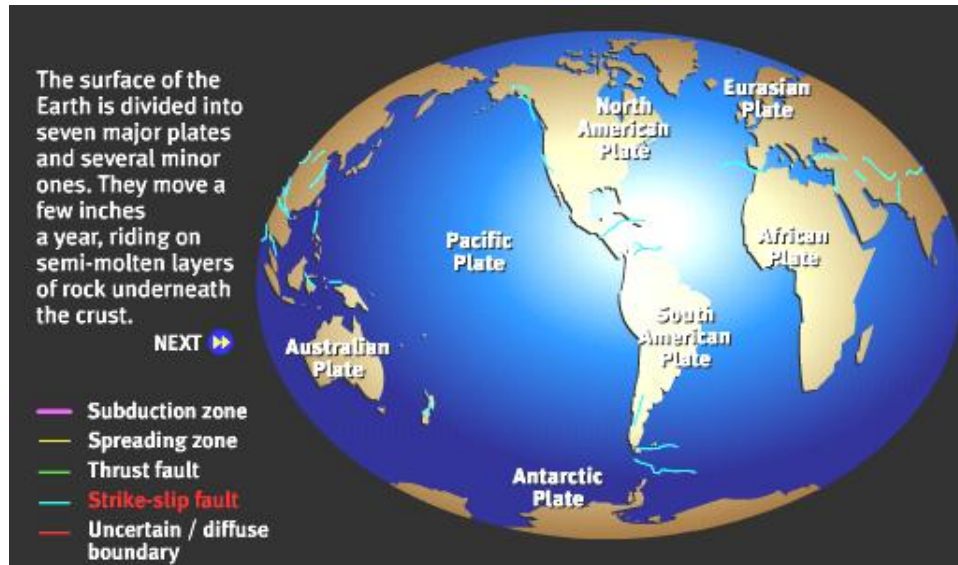 The surface of the
Earth is divided into
seven major plates
and several minor
ones. They move a
few inches
a year, riding on
semi-molten layers
of rock underneath
the crust.
NEXT
Subduction zone
Spreading zone
Thrust fault
Strike-slip fault
Uncertain / diffuse
boundary
North
American
Plate
Eurasian
Plate
Pacific
Plate
African
Plate
South
American
Plate
Australian
Plate
Antarctic
Plate